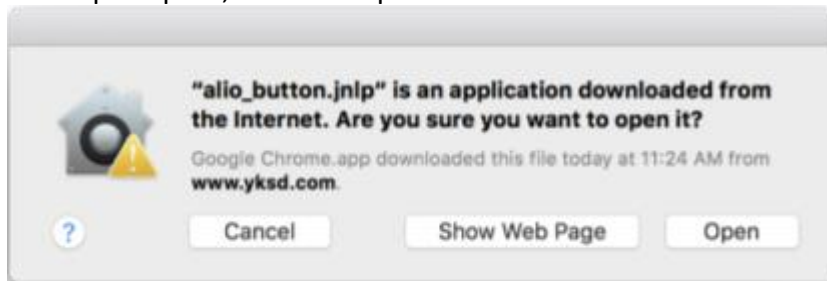 “alio_button.jnlp” is an application downloaded from
the Internet. Are you sure you want to open it?
Google Chrome.app downloaded this file today at 11:24 AM from
www.yksd.com.
?
Cancel
Show Web Page
Open